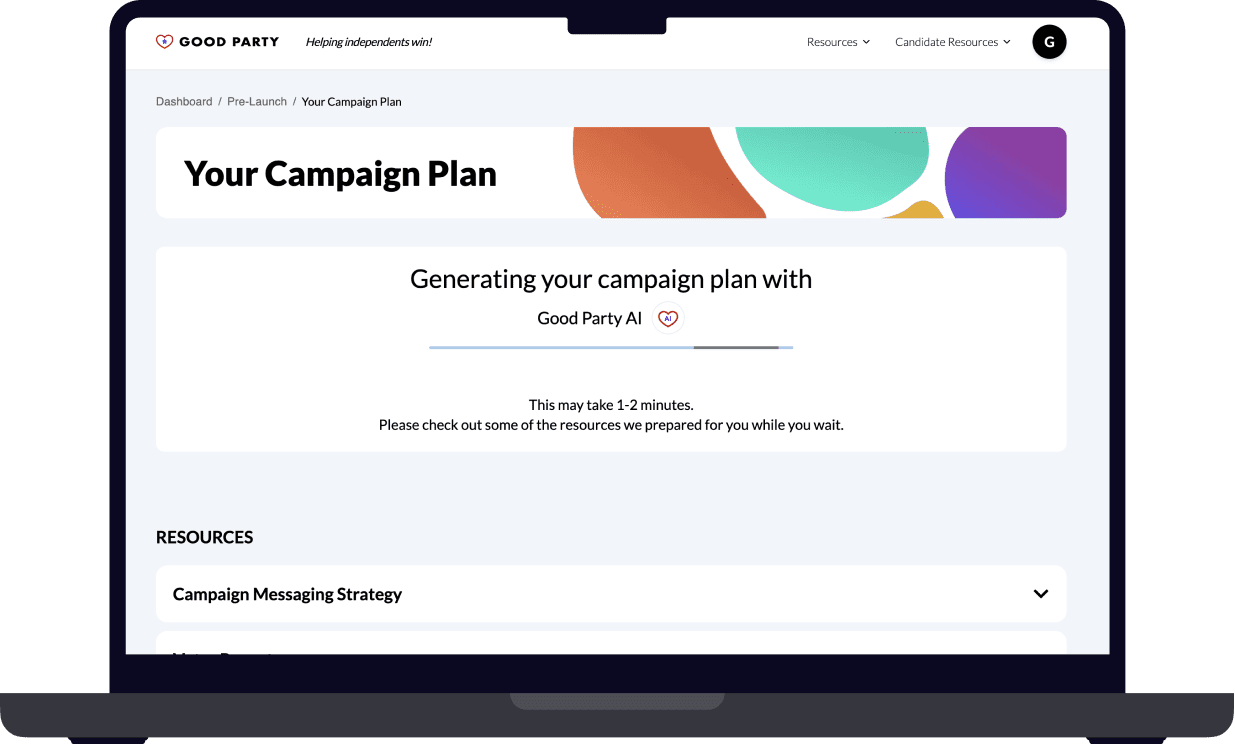 GOOD PARTY
Helping independents win!
Resources
Candidate Resources
G
Dashboard / Pre-Launch / Your Campaign Plan
Your Campaign Plan
Generating your campaign plan with
Good Party AI
AI
This may take 1-2 minutes.
Please check out some of the resources we prepared for you while you wait.
RESOURCES
Campaign Messaging Strategy